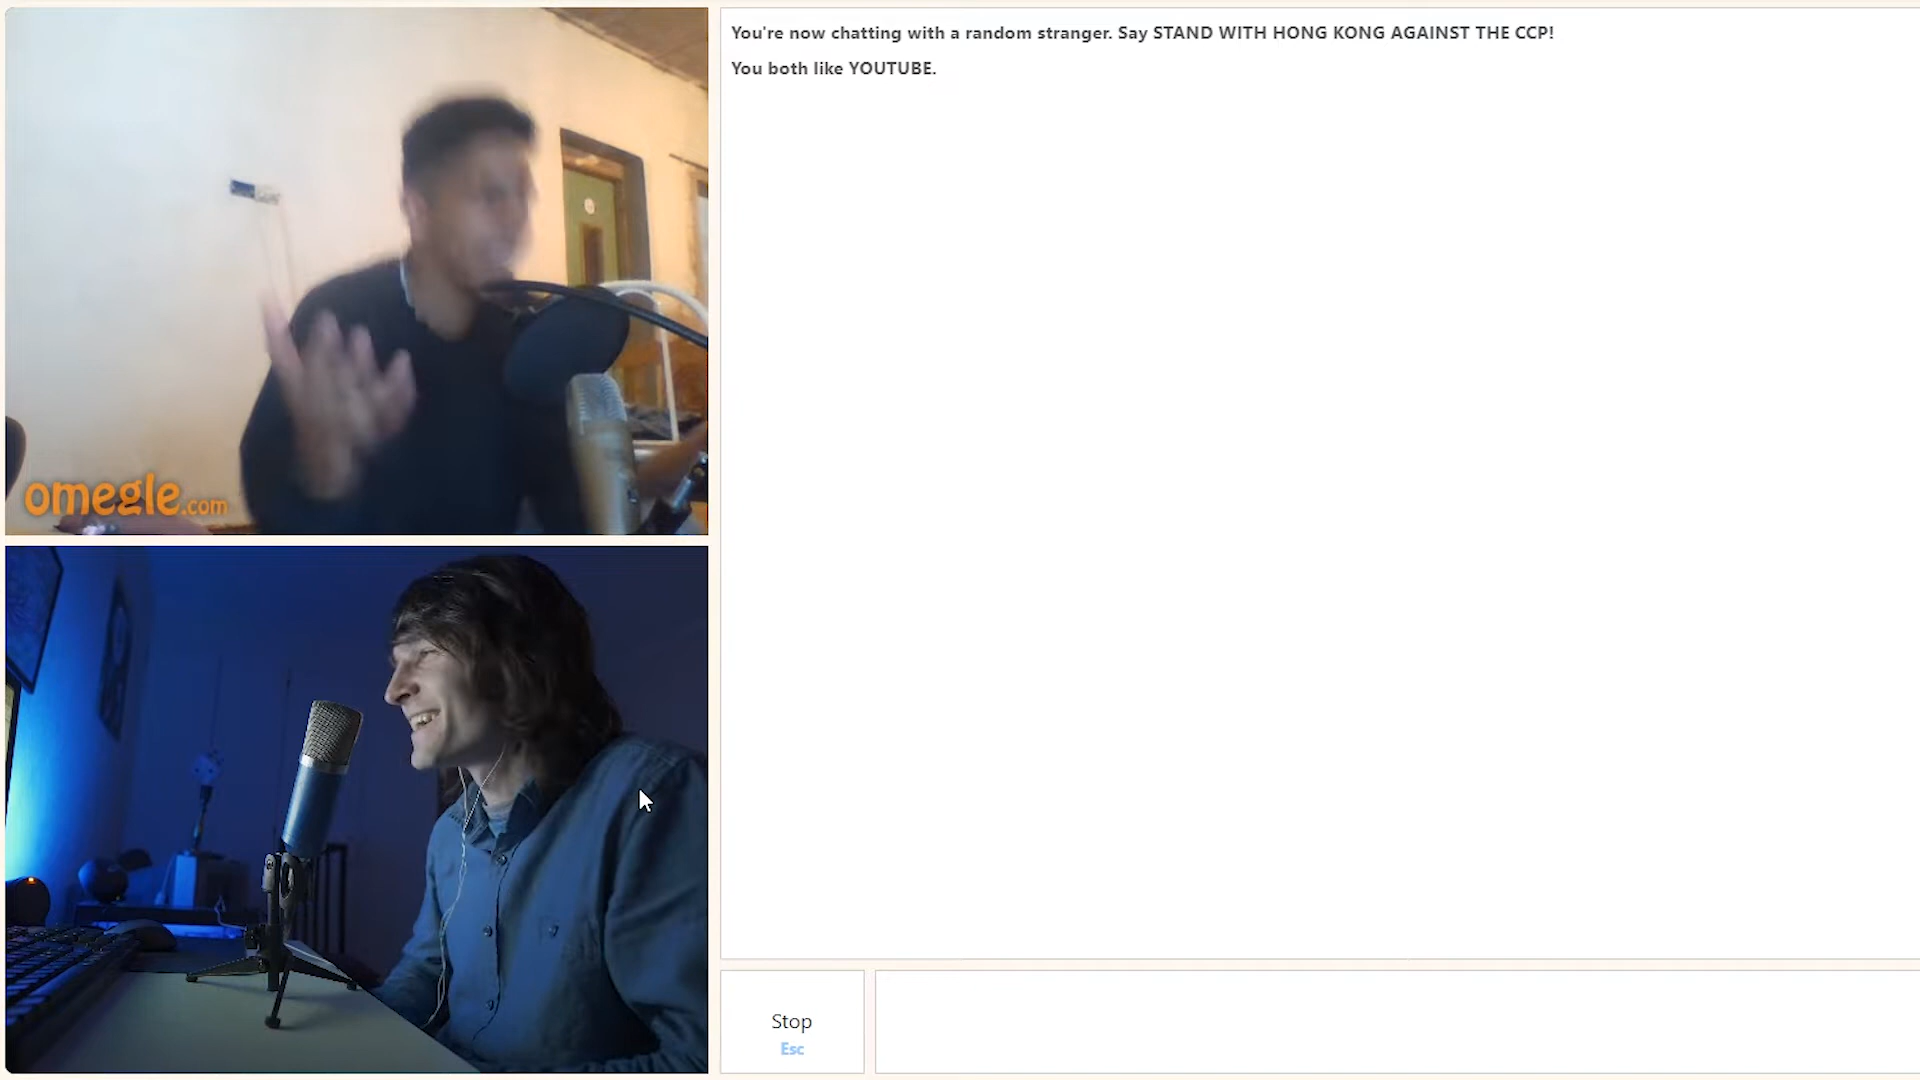 You're now chatting with a random stranger. Say STAND WITH HONG KONG AGAINST THE CCP!
You both like YOUTUBE.
omegle.com
Stop
Esc